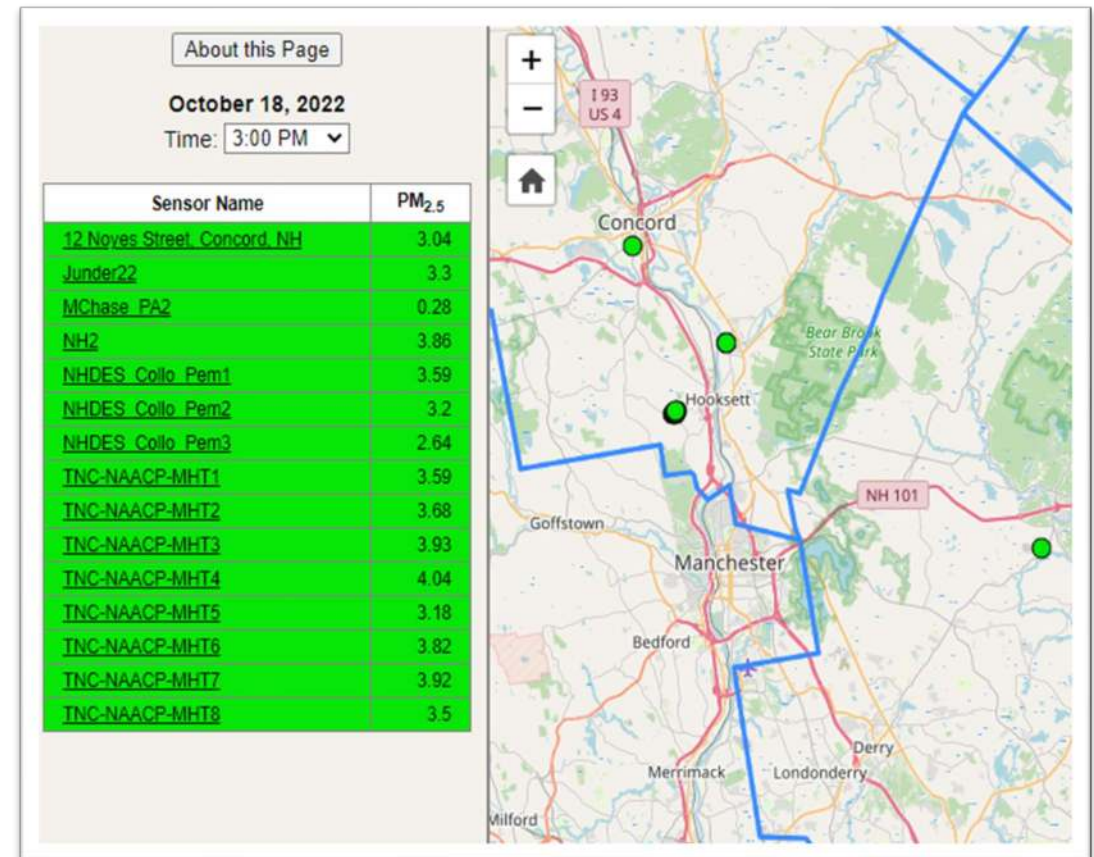 About this Page
October 18, 2022
Time: 3:00 PM
Sensor Name PM2.5
12 Noyes Street, Concord, NH 3.04
Junder22 3.3
MChase_PA2 0.28
NH2 3.86
NHDES_Collo_Pem1 3.59
NHDES_Collo_Pem2 3.2
NHDES_Collo_Pem3 2.64
TNC-NAACP-MHT1 3.59
TNC-NAACP-MHT2 3.68
TNC-NAACP-MHT3 3.93
TNC-NAACP-MHT4 4.04
TNC-NAACP-MHT5 3.18
TNC-NAACP-MHT6 3.82
TNC-NAACP-MHT7 3.92
TNC-NAACP-MHT8 3.5
+
−
I 93
US 4
Concord
Bear Brook
State Park
Hooksett
NH 101
Goffstown
Manchester
Bedford
Derry
Merrimack
Londonderry
Milford